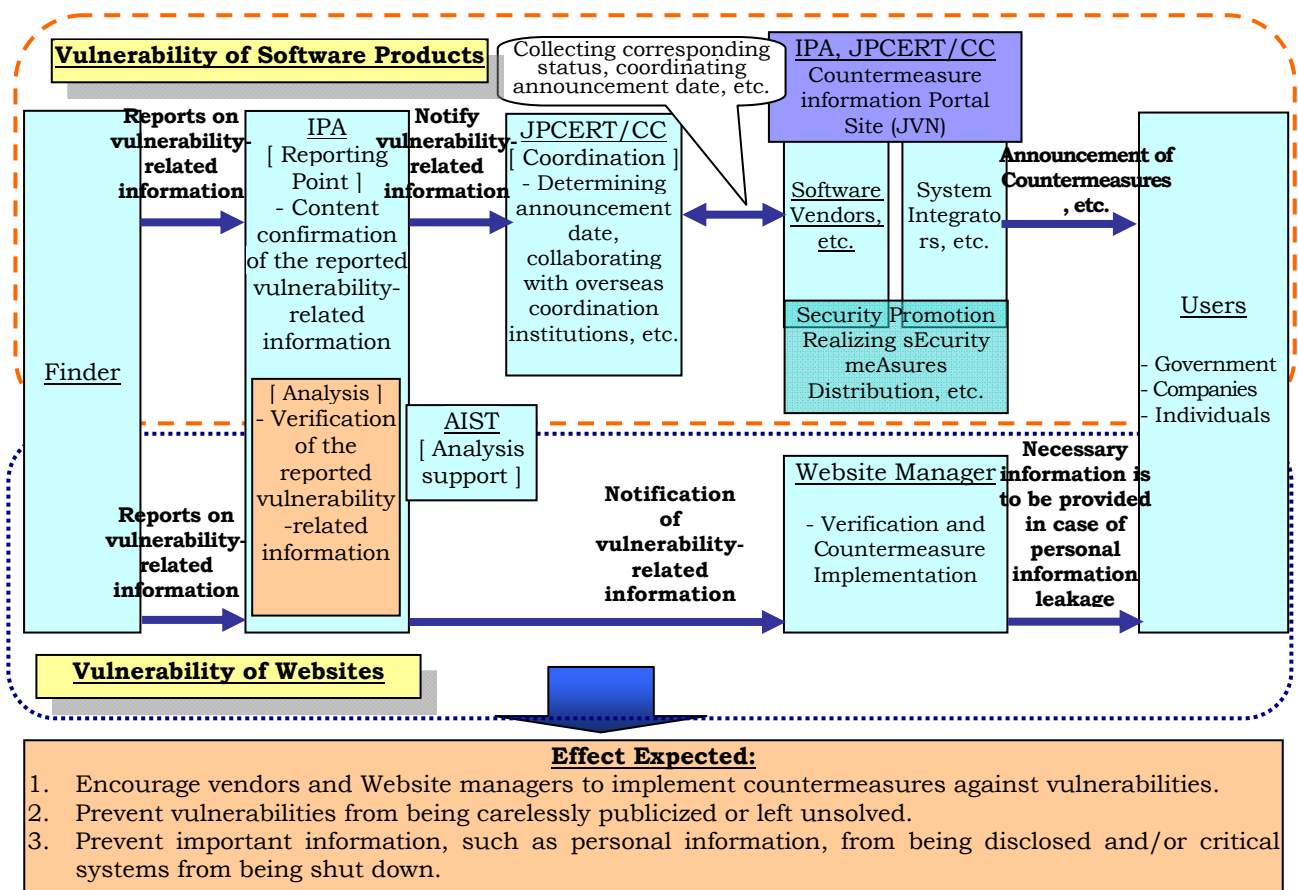 Vulnerability of Software Products
Collecting corresponding
status, coordinating
announcement date, etc.
IPA, JPCERT/CC
Countermeasure
information Portal
Site (JVN)
Reports on
vulnerability-
related
information
IPA
[ Reporting
Point ]
- Content
confirmation
of the reported
vulnerability-
related
information
Notify
vulnerability-
related
information
JPCERT/CC
[ Coordination ]
- Determining
announcement
date,
collaborating
with overseas
coordination
institutions, etc.
Software
Vendors,
etc.
System
Integrato
rs, etc.
Announcement of
Countermeasures
, etc.
Security Promotion
Realizing sEcurity
meAsures
Distribution, etc.
Finder
Users
- Government
- Companies
- Individuals
[ Analysis ]
- Verification
of the
reported
vulnerability
-related
information
AIST
[ Analysis
support ]
Reports on
vulnerability-
related
information
Notification
of
vulnerability-
related
information
Website Manager
- Verification and
Countermeasure
Implementation
Necessary
information is
to be provided
in case of
personal
information
leakage
Vulnerability of Websites
Effect Expected:
1. Encourage vendors and Website managers to implement countermeasures against vulnerabilities.
2. Prevent vulnerabilities from being carelessly publicized or left unsolved.
3. Prevent important information, such as personal information, from being disclosed and/or critical
systems from being shut down.